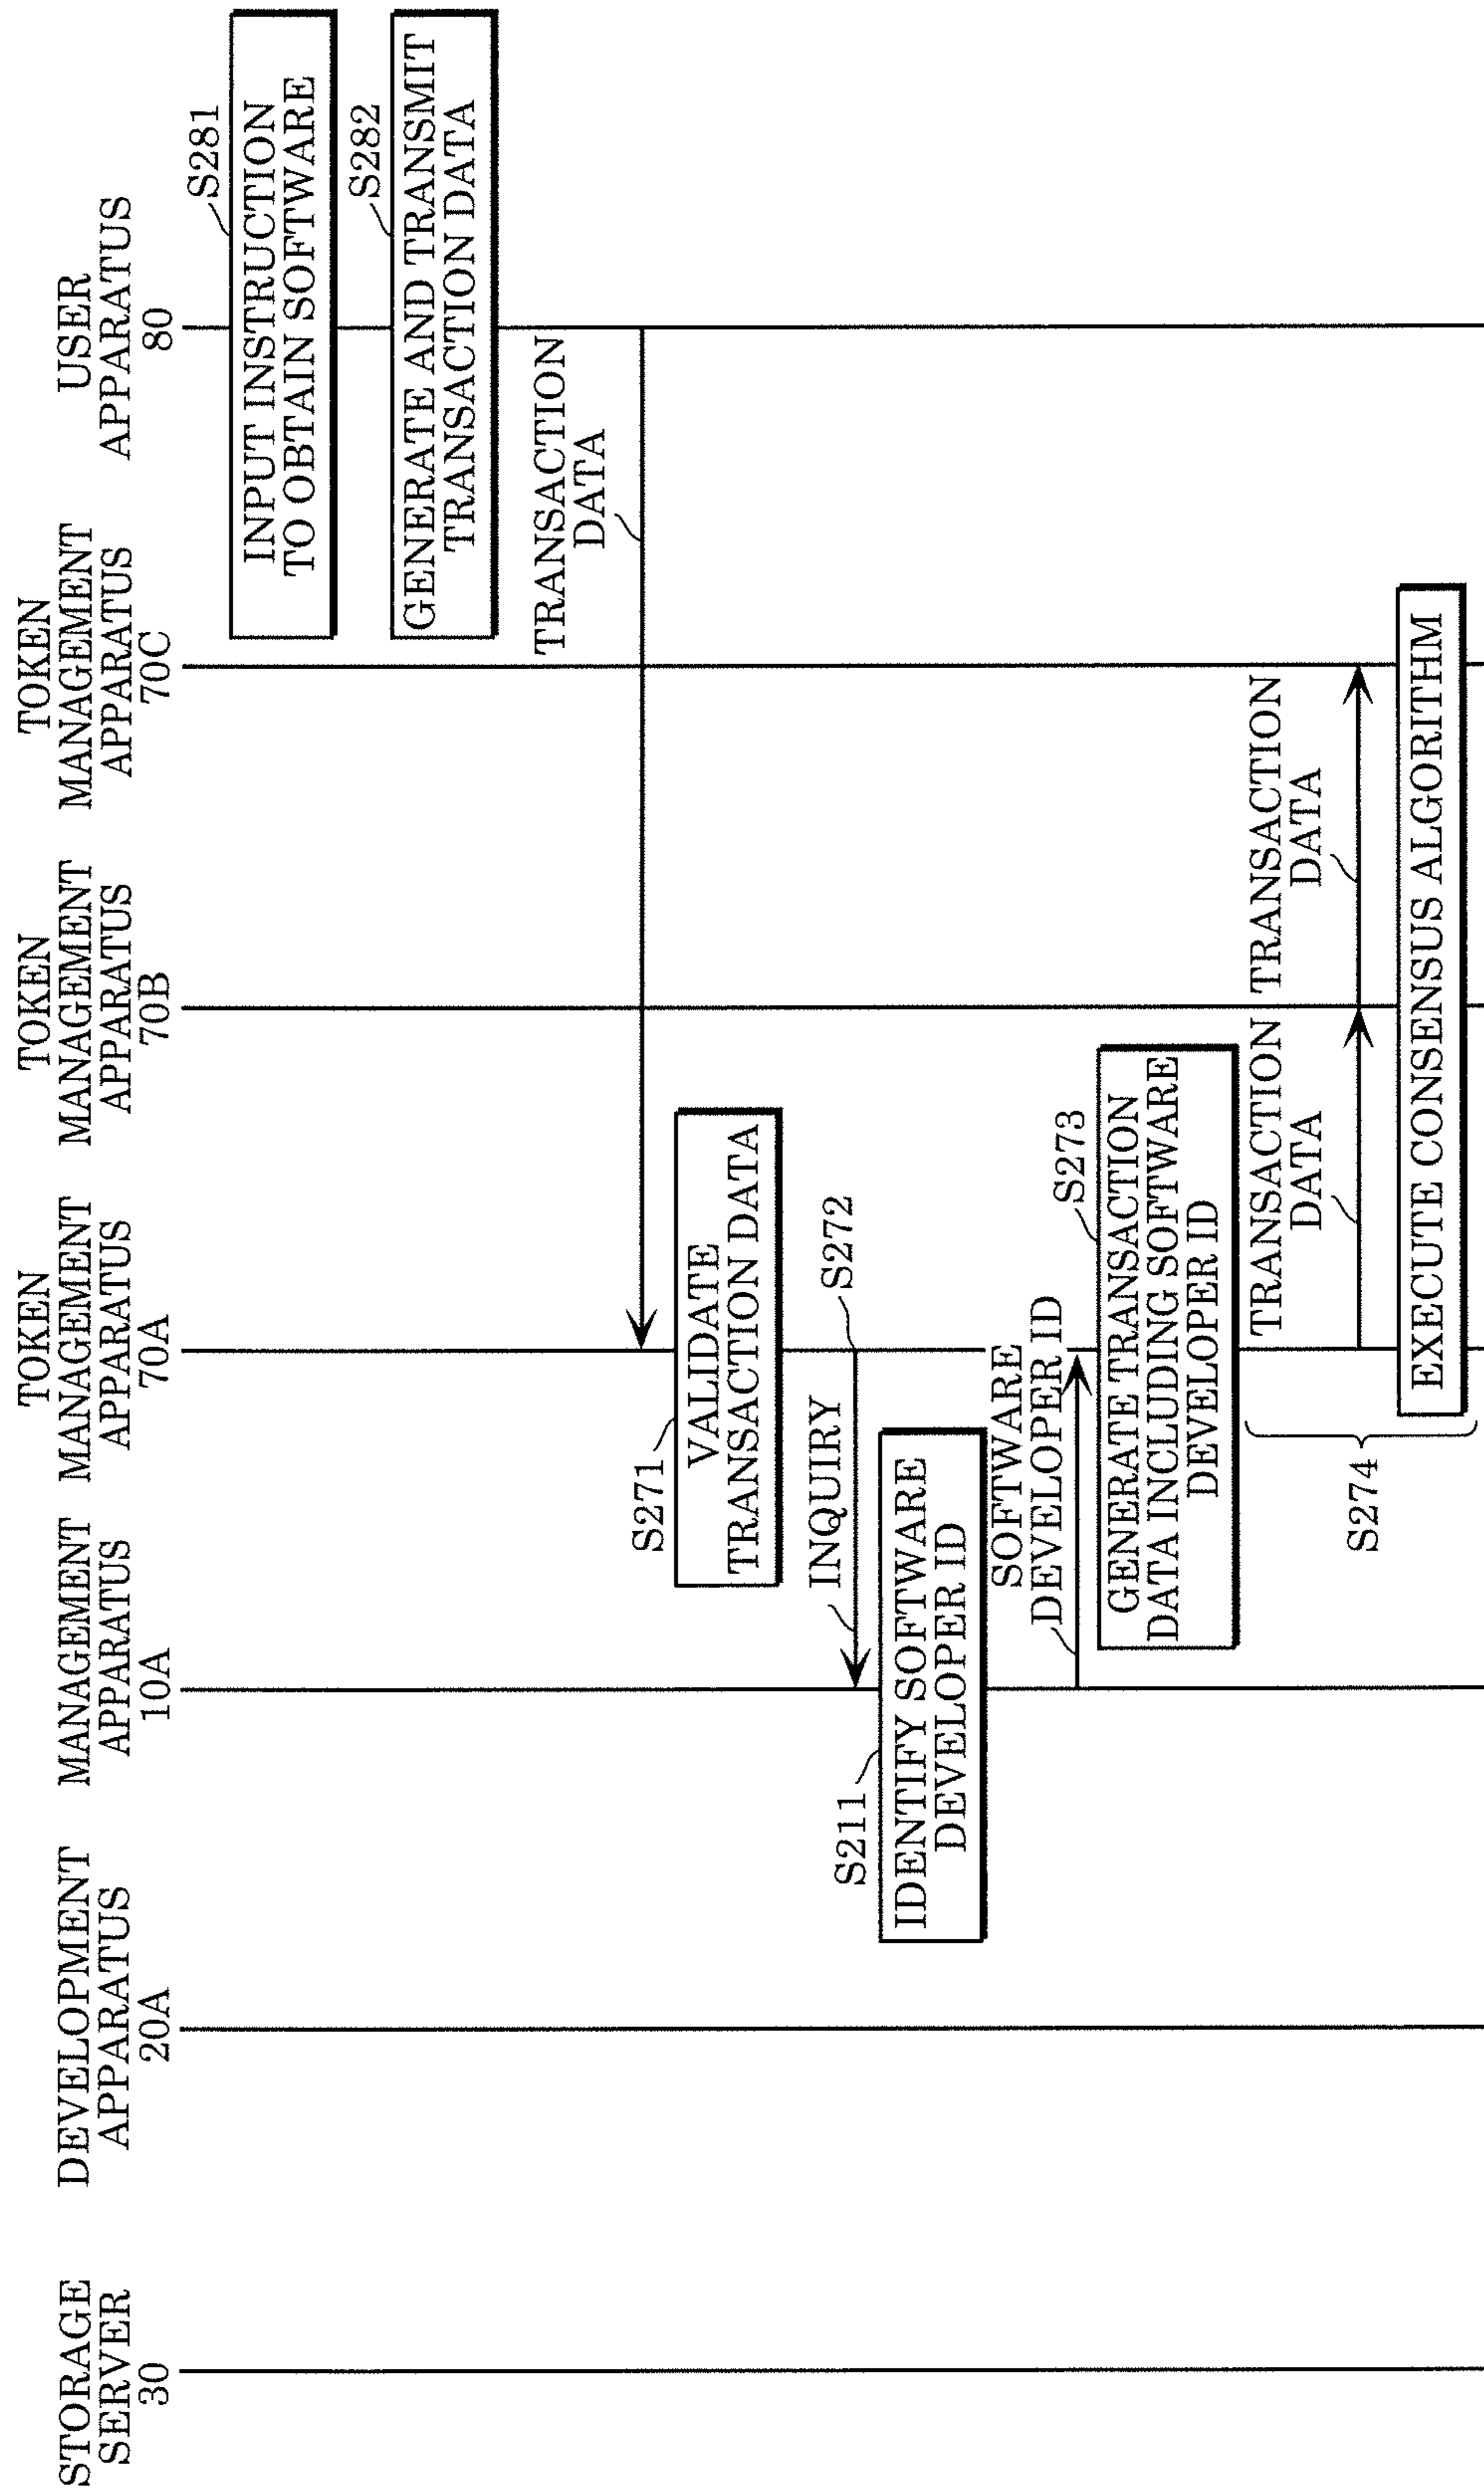 STORAGE
SERVER
30
DEVELOPMENT
APPARATUS
20A
MANAGEMENT
APPARATUS
10A
TOKEN
MANAGEMENT
APPARATUS
70A
TOKEN
MANAGEMENT
APPARATUS
70B
TOKEN
MANAGEMENT
APPARATUS
70C
USER
APPARATUS
80
S281
INPUT INSTRUCTION
TO OBTAIN SOFTWARE
S282
GENERATE AND TRANSMIT
TRANSACTION DATA
TRANSACTION
DATA
S271
VALIDATE
TRANSACTION DATA
INQUIRY
S272
S211
IDENTIFY SOFTWARE
DEVELOPER ID
SOFTWARE
DEVELOPER ID
S273
GENERATE TRANSACTION
DATA INCLUDING SOFTWARE
DEVELOPER ID
TRANSACTION
DATA
TRANSACTION
DATA
S274
EXECUTE CONSENSUS ALGORITHM